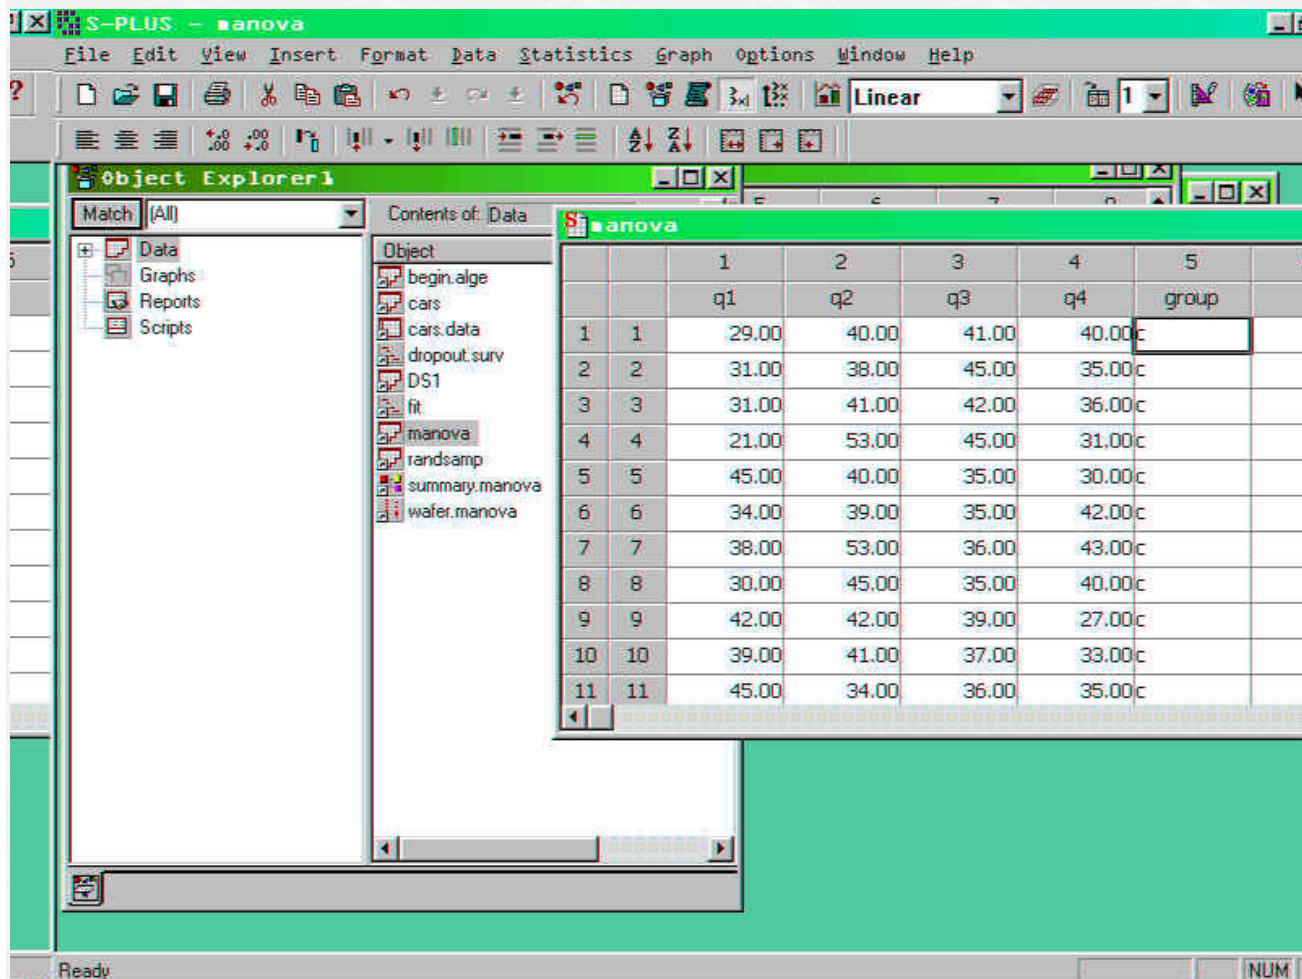 S-PLUS - manova
File Edit View Insert Format Data Statistics Graph Options Window Help
? Linear 1
Object Explorer1
Match (All) Contents of: Data
Data
Graphs
Reports
Scripts
Object
begin.alge
cars
cars.data
dropout.surv
DS1
fit
manova
randsamp
summary.manova
wafer.manova
manova
1 2 3 4 5
q1 q2 q3 q4 group
1 1 29.00 40.00 41.00 40.00 c
2 2 31.00 38.00 45.00 35.00 c
3 3 31.00 41.00 42.00 36.00 c
4 4 21.00 53.00 45.00 31.00 c
5 5 45.00 40.00 35.00 30.00 c
6 6 34.00 39.00 35.00 42.00 c
7 7 38.00 53.00 36.00 43.00 c
8 8 30.00 45.00 35.00 40.00 c
9 9 42.00 42.00 39.00 27.00 c
10 10 39.00 41.00 37.00 33.00 c
11 11 45.00 34.00 36.00 35.00 c
Ready NUM